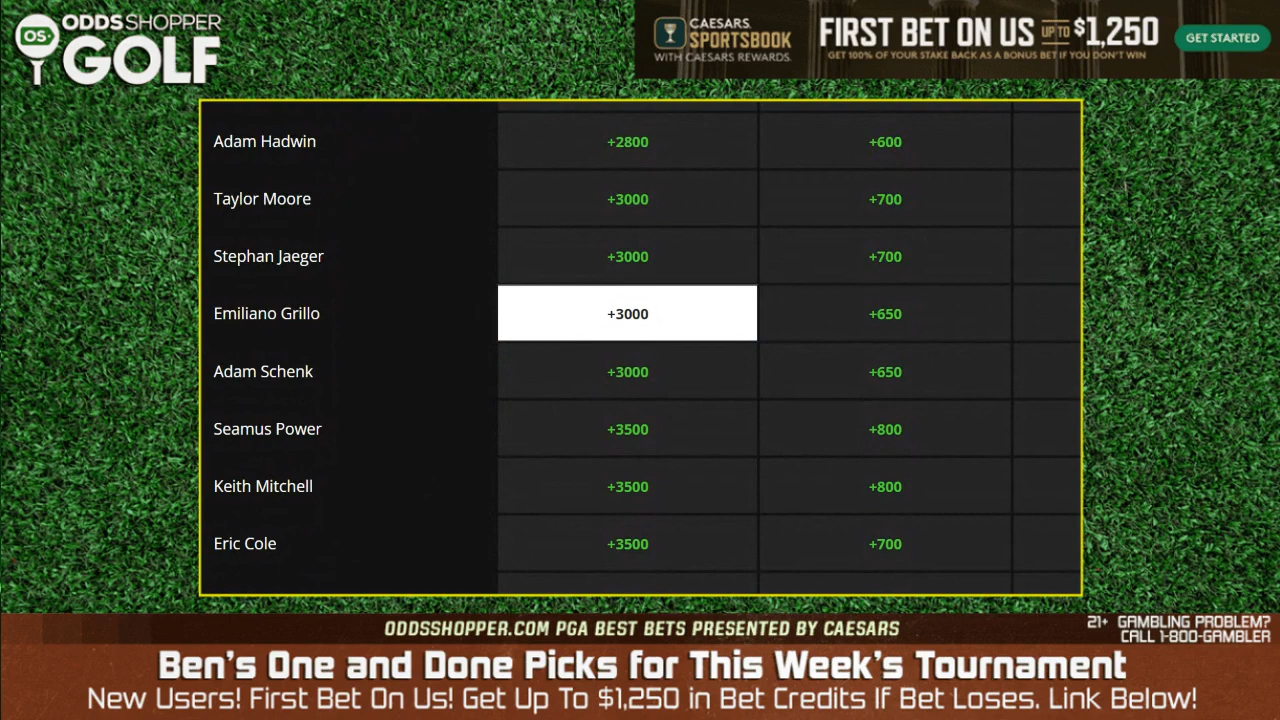 ODDSSHOPPER
OS
GOLF
CAESARS
SPORTSBOOK
WITH CAESARS REWARDS.
FIRST BET ON US UP TO $1,250
GET 100% OF YOUR STAKE BACK AS A BONUS BET IF YOU DON'T WIN
GET STARTED
Adam Hadwin +2800 +600
Taylor Moore +3000 +700
Stephan Jaeger +3000 +700
Emiliano Grillo +3000 +650
Adam Schenk +3000 +650
Seamus Power +3500 +800
Keith Mitchell +3500 +800
Eric Cole +3500 +700
ODDSSHOPPER.COM PGA BEST BETS PRESENTED BY CAESARS
21+ GAMBLING PROBLEM?
CALL 1-800-GAMBLER
Ben's One and Done Picks for This Week's Tournament
New Users! First Bet On Us! Get Up To $1,250 in Bet Credits If Bet Loses. Link Below!